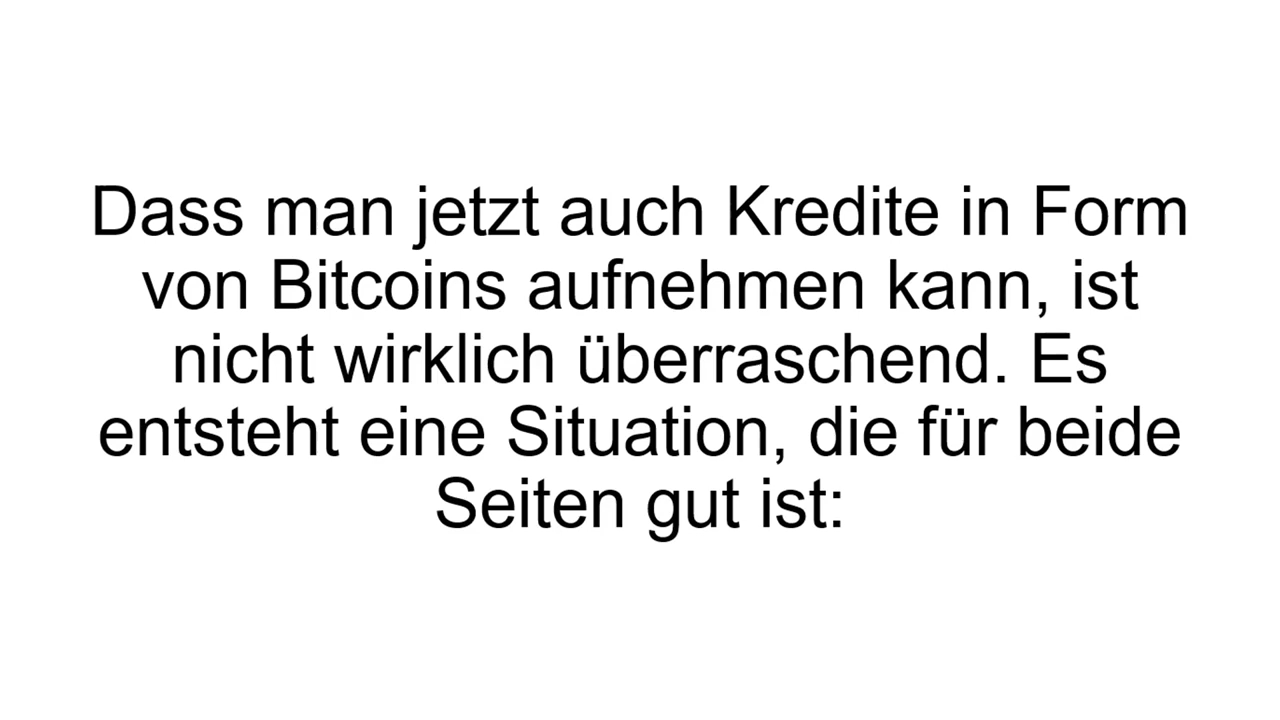 Dass man jetzt auch Kredite in Form
von Bitcoins aufnehmen kann, ist
nicht wirklich überraschend. Es
entsteht eine Situation, die für beide
Seiten gut ist: